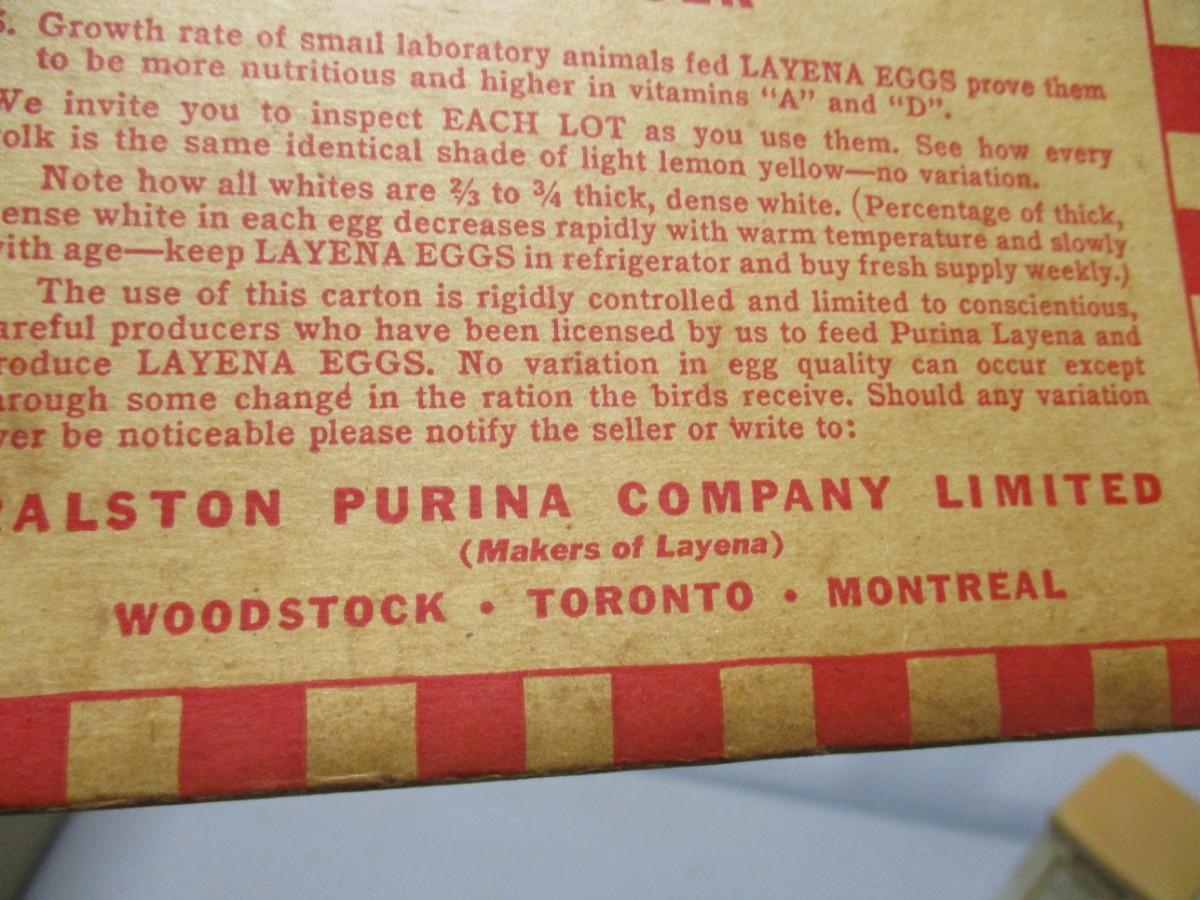 5. Growth rate of small laboratory animals fed LAYENA EGGS prove them
to be more nutritious and higher in vitamins “A” and “D”.
We invite you to inspect EACH LOT as you use them. See how every
olk is the same identical shade of light lemon yellow—no variation.
Note how all whites are ⅔ to ¾ thick, dense white. (Percentage of thick,
ense white in each egg decreases rapidly with warm temperature and slowly
ith age—keep LAYENA EGGS in refrigerator and buy fresh supply weekly.)
The use of this carton is rigidly controlled and limited to conscientious,
areful producers who have been licensed by us to feed Purina Layena and
roduce LAYENA EGGS. No variation in egg quality can occur except
hrough some change in the ration the birds receive. Should any variation
ver be noticeable please notify the seller or write to:
RALSTON PURINA COMPANY LIMITED
(Makers of Layena)
WOODSTOCK • TORONTO • MONTREAL